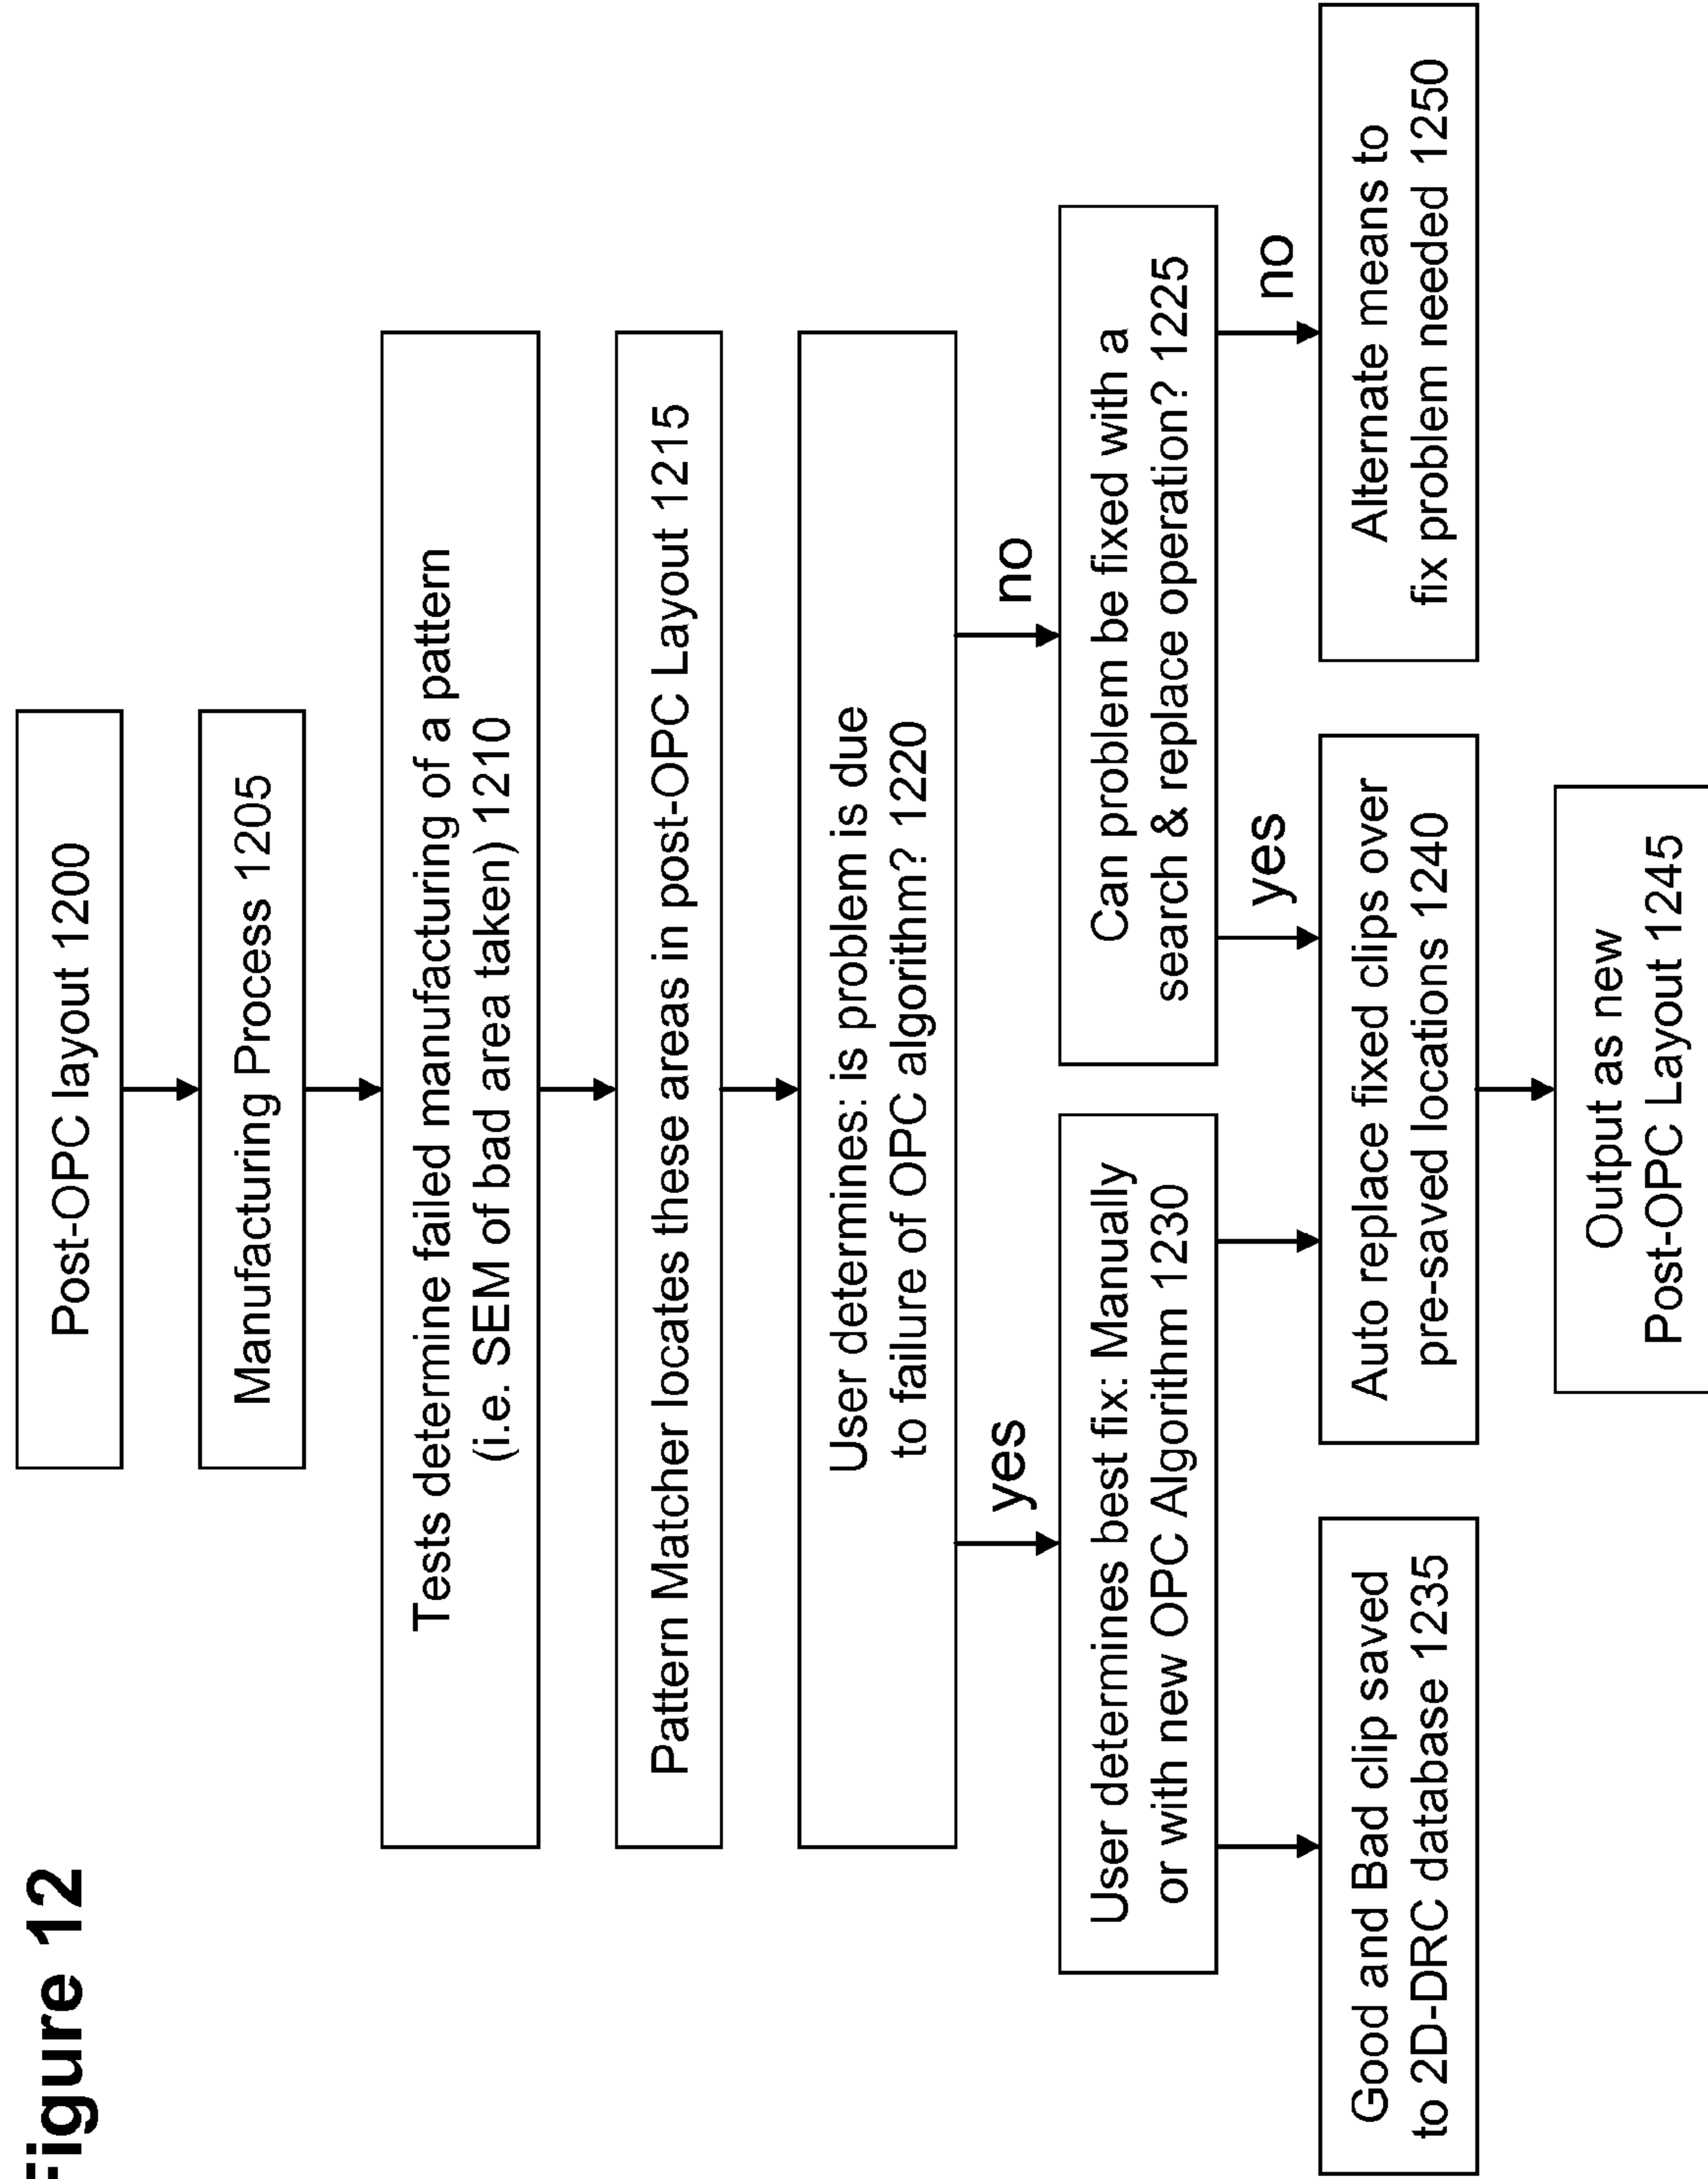 Figure 12
Post-OPC layout 1200
Manufacturing Process 1205
Tests determine failed manufacturing of a pattern
(i.e. SEM of bad area taken) 1210
Pattern Matcher locates these areas in post-OPC Layout 1215
User determines: is problem is due
to failure of OPC algorithm? 1220
yes
no
User determines best fix: Manually
or with new OPC Algorithm 1230
Can problem be fixed with a
search & replace operation? 1225
yes
no
Good and Bad clip saved
to 2D-DRC database 1235
Auto replace fixed clips over
pre-saved locations 1240
Alternate means to
fix problem needed 1250
Output as new
Post-OPC Layout 1245